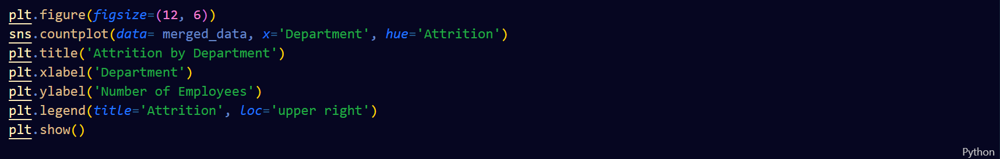 plt.figure(figsize=(12, 6))
sns.countplot(data= merged_data, x='Department', hue='Attrition')
plt.title('Attrition by Department')
plt.xlabel('Department')
plt.ylabel('Number of Employees')
plt.legend(title='Attrition', loc='upper right')
plt.show()
Python